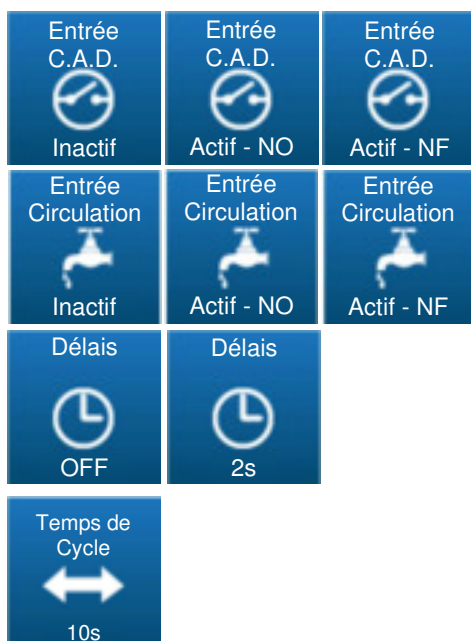 Entrée
C.A.D.
Inactif
Entrée
C.A.D.
Actif - NO
Entrée
C.A.D.
Actif - NF
Entrée
Circulation
Inactif
Entrée
Circulation
Actif - NO
Entrée
Circulation
Actif - NF
Délais
OFF
Délais
2s
Temps de
Cycle
10s